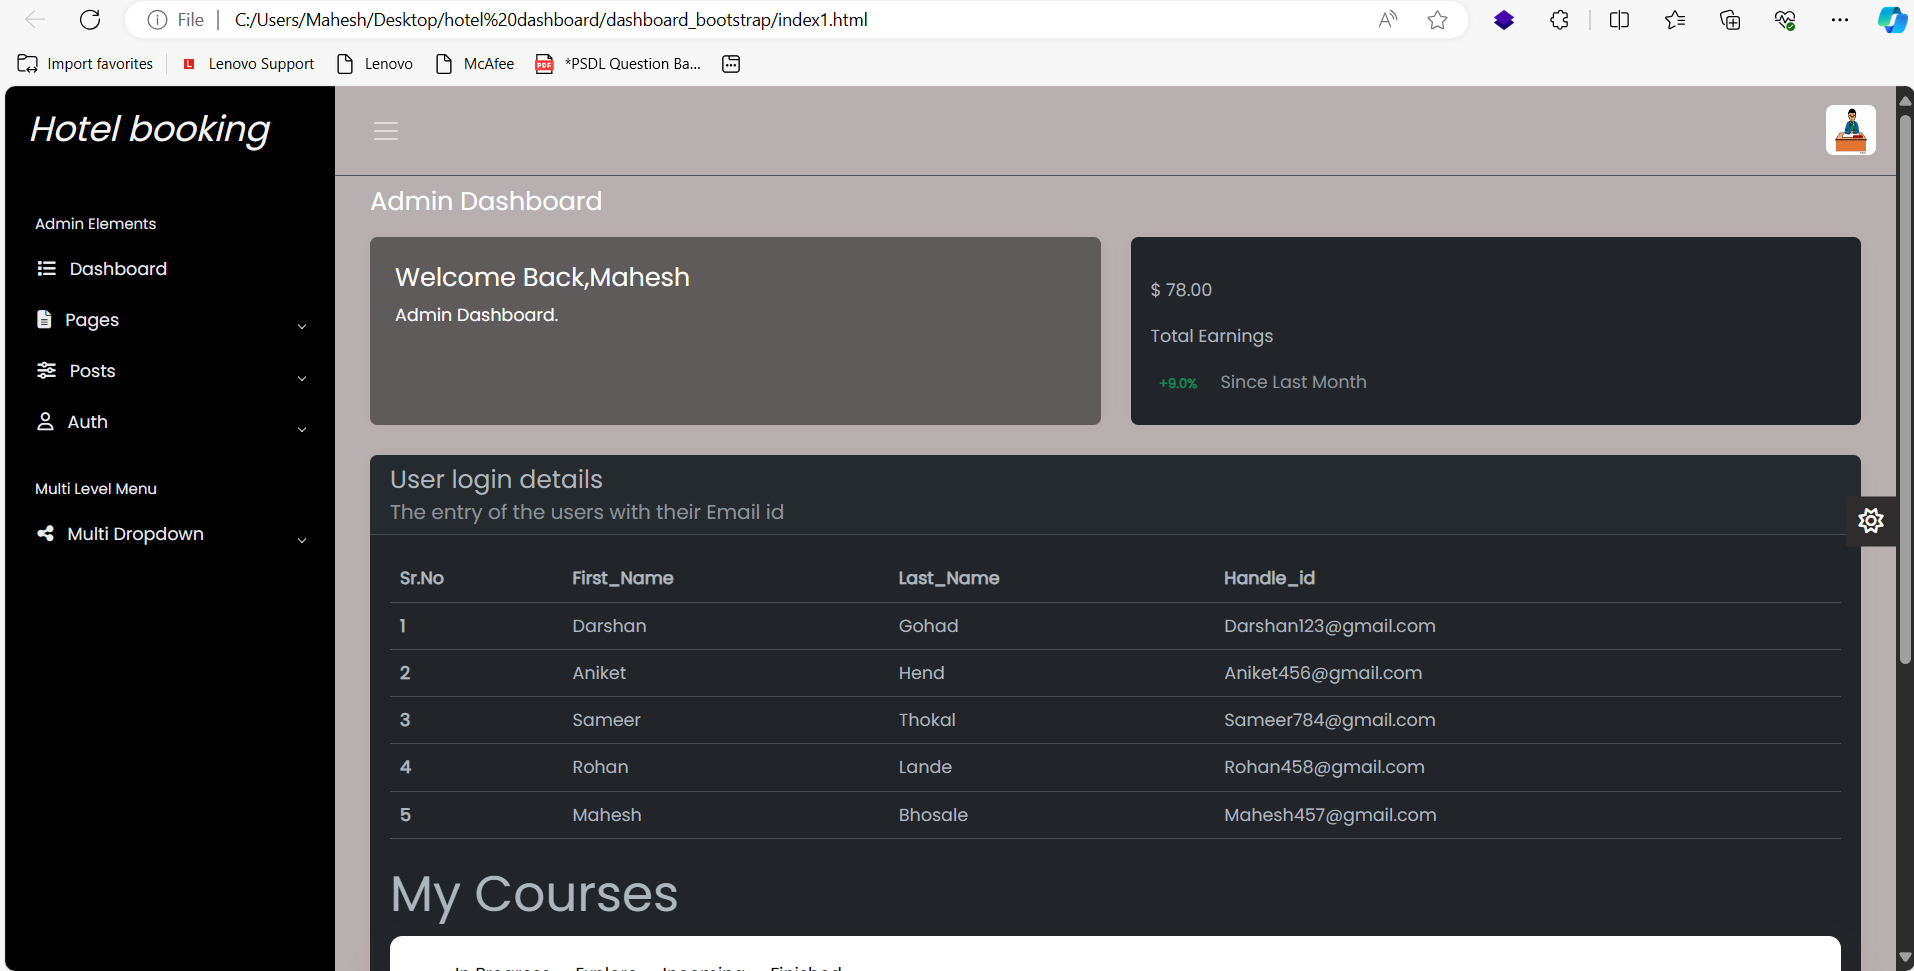 File C:/Users/Mahesh/Desktop/hotel%20dashboard/dashboard_bootstrap/index1.html
Import favorites Lenovo Support Lenovo McAfee *PSDL Question Ba...
Hotel booking
Admin Elements
Dashboard
Pages
Posts
Auth
Multi Level Menu
Multi Dropdown
Admin Dashboard
Welcome Back,Mahesh
Admin Dashboard.
$ 78.00
Total Earnings
+9.0% Since Last Month
User login details
The entry of the users with their Email id
Sr.No First_Name Last_Name Handle_id
1 Darshan Gohad Darshan123@gmail.com
2 Aniket Hend Aniket456@gmail.com
3 Sameer Thokal Sameer784@gmail.com
4 Rohan Lande Rohan458@gmail.com
5 Mahesh Bhosale Mahesh457@gmail.com
My Courses
In Progress Explore Incoming Finished